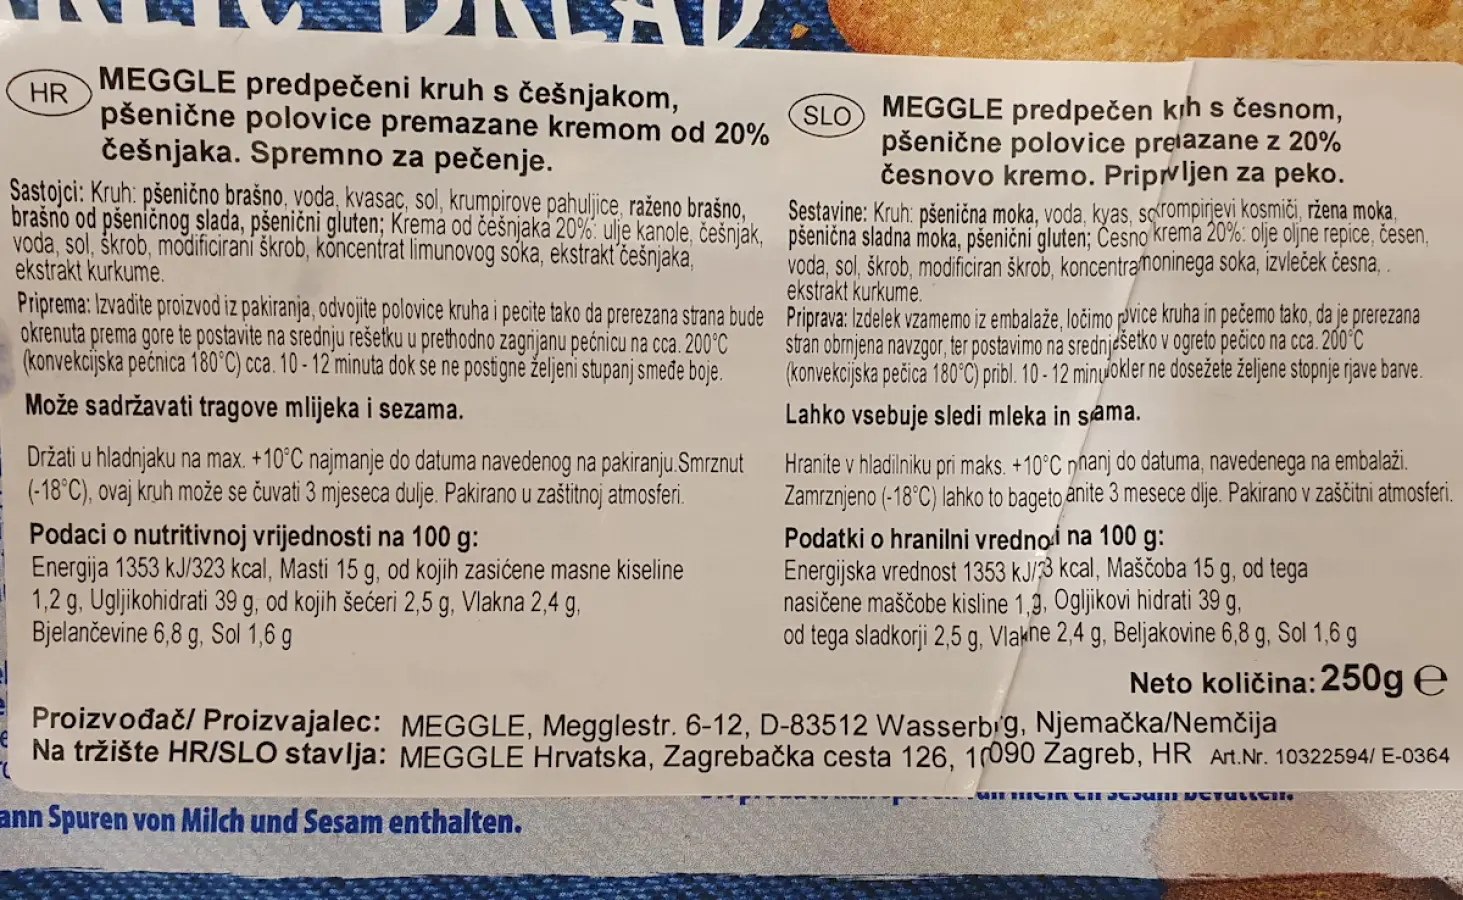 GARLIC BREAD
HR
MEGGLE predpečeni kruh s češnjakom,
pšenične polovice premazane kremom od 20%
češnjaka. Spremno za pečenje.
Sastojci: Kruh: pšenično brašno, voda, kvasac, sol, krumpirove pahuljice, raženo brašno,
brašno od pšeničnog slada, pšenični gluten; Krema od češnjaka 20%: ulje kanole, češnjak,
voda, sol, škrob, modificirani škrob, koncentrat limunovog soka, ekstrakt češnjaka,
ekstrakt kurkume.
Priprema: Izvadite proizvod iz pakiranja, odvojite polovice kruha i pecite tako da prerezana strana bude
okrenuta prema gore te postavite na srednju rešetku u prethodno zagrijanu pećnicu na cca. 200°C
(konvekcijska pećnica 180°C) cca. 10 - 12 minuta dok se ne postigne željeni stupanj smeđe boje.
Može sadržavati tragove mlijeka i sezama.
Držati u hladnjaku na max. +10°C najmanje do datuma navedenog na pakiranju.Smrznut
(-18°C), ovaj kruh može se čuvati 3 mjeseca dulje. Pakirano u zaštitnoj atmosferi.
Podaci o nutritivnoj vrijednosti na 100 g:
Energija 1353 kJ/323 kcal, Masti 15 g, od kojih zasićene masne kiseline
1,2 g, Ugljikohidrati 39 g, od kojih šećeri 2,5 g, Vlakna 2,4 g,
Bjelančevine 6,8 g, Sol 1,6 g
SLO
MEGGLE predpečen s česnom,
pšenične polovice z 20%
česnovo kremo. za peko.
Sestavine: Kruh: pšenična moka, voda, kvas, kosmiči, ržena moka,
pšenična sladna moka, pšenični gluten; krema 20%: olje oljne repice, česen,
voda, sol, škrob, modificiran škrob, soka, izvleček česna,
ekstrakt kurkume.
Priprava: Izdelek vzamemo iz embalaže, ločimo kruha in pečemo tako, da je prerezana
stran obrnjena navzgor, ter postavimo na v ogreto pečico na cca. 200°C
(konvekcijska pečica 180°C) pribl. 10 - 12 ne dosežete željene stopnje rjave barve.
Lahko vsebuje sledi mleka in
Hranite v hladilniku pri maks. +10°C do datuma, navedenega na embalaži.
Zamrznjeno (-18°C) lahko to 3 mesece dlje. Pakirano v zaščitni atmosferi.
Podatki o hranilni na 100 g:
Energijska vrednost 1353 kcal, Maščoba 15 g, od tega
nasičene maščobe kisline Ogljikovi hidrati 39 g,
od tega sladkorji 2,5 g, 2,4 g, Beljakovine 6,8 g, Sol 1,6 g
Neto količina: 250g ℮
Proizvođač/ Proizvajalec: MEGGLE, Megglestr. 6-12, D-83512 Njemačka/Nemčija
Na tržište HR/SLO stavlja: MEGGLE Hrvatska, Zagrebačka cesta 126, 10090 Zagreb, HR Art.Nr. 10322594/ E-0364
ann Spuren von Milch und Sesam enthalten.